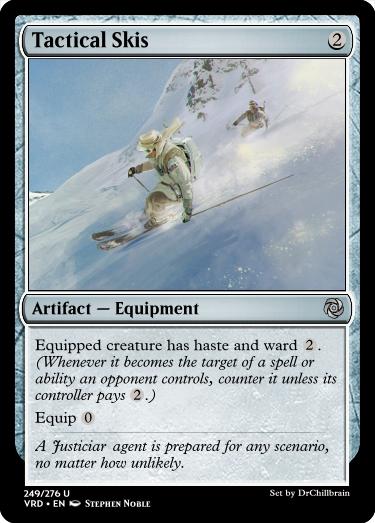 Tactical Skis 2
Artifact — Equipment
Equipped creature has haste and ward 2.
(Whenever it becomes the target of a spell or
ability an opponent controls, counter it unless its
controller pays 2.)
Equip 0
A Justiciar agent is prepared for any scenario,
no matter how unlikely.
249/276 U
Set by DrChillbrain
VRD • EN Stephen Noble